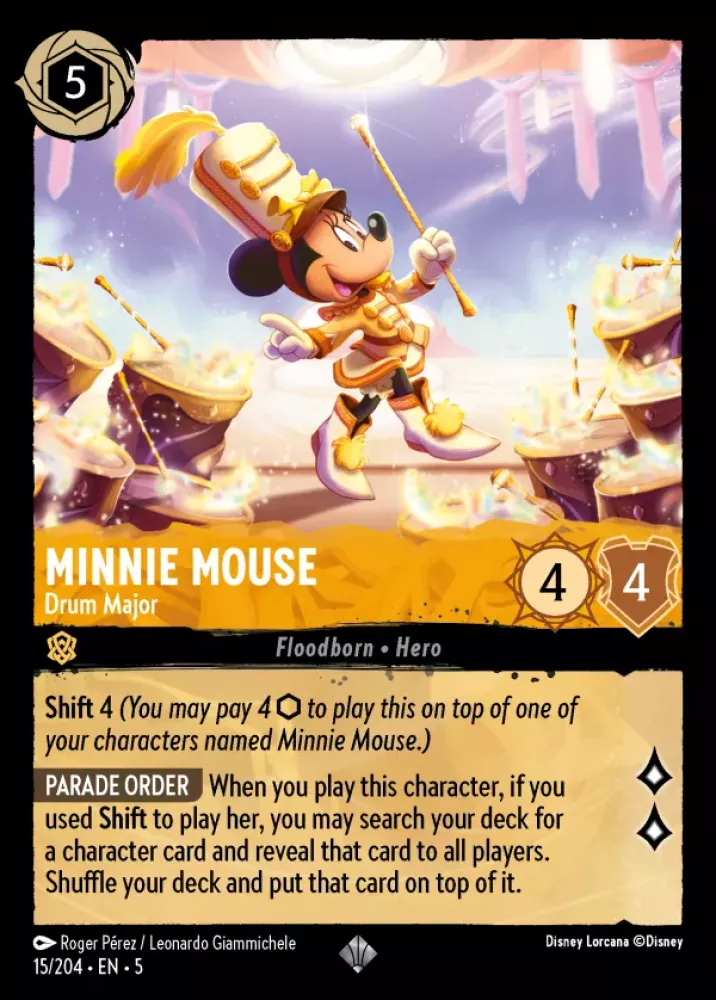 5
MINNIE MOUSE
Drum Major
4
4
Floodborn • Hero
Shift 4 (You may pay 4 ⬡ to play this on top of one of
your characters named Minnie Mouse.)
PARADE ORDER When you play this character, if you
used Shift to play her, you may search your deck for
a character card and reveal that card to all players.
Shuffle your deck and put that card on top of it.
Roger Pérez / Leonardo Giammichele
Disney Lorcana ©Disney
15/204 • EN • 5